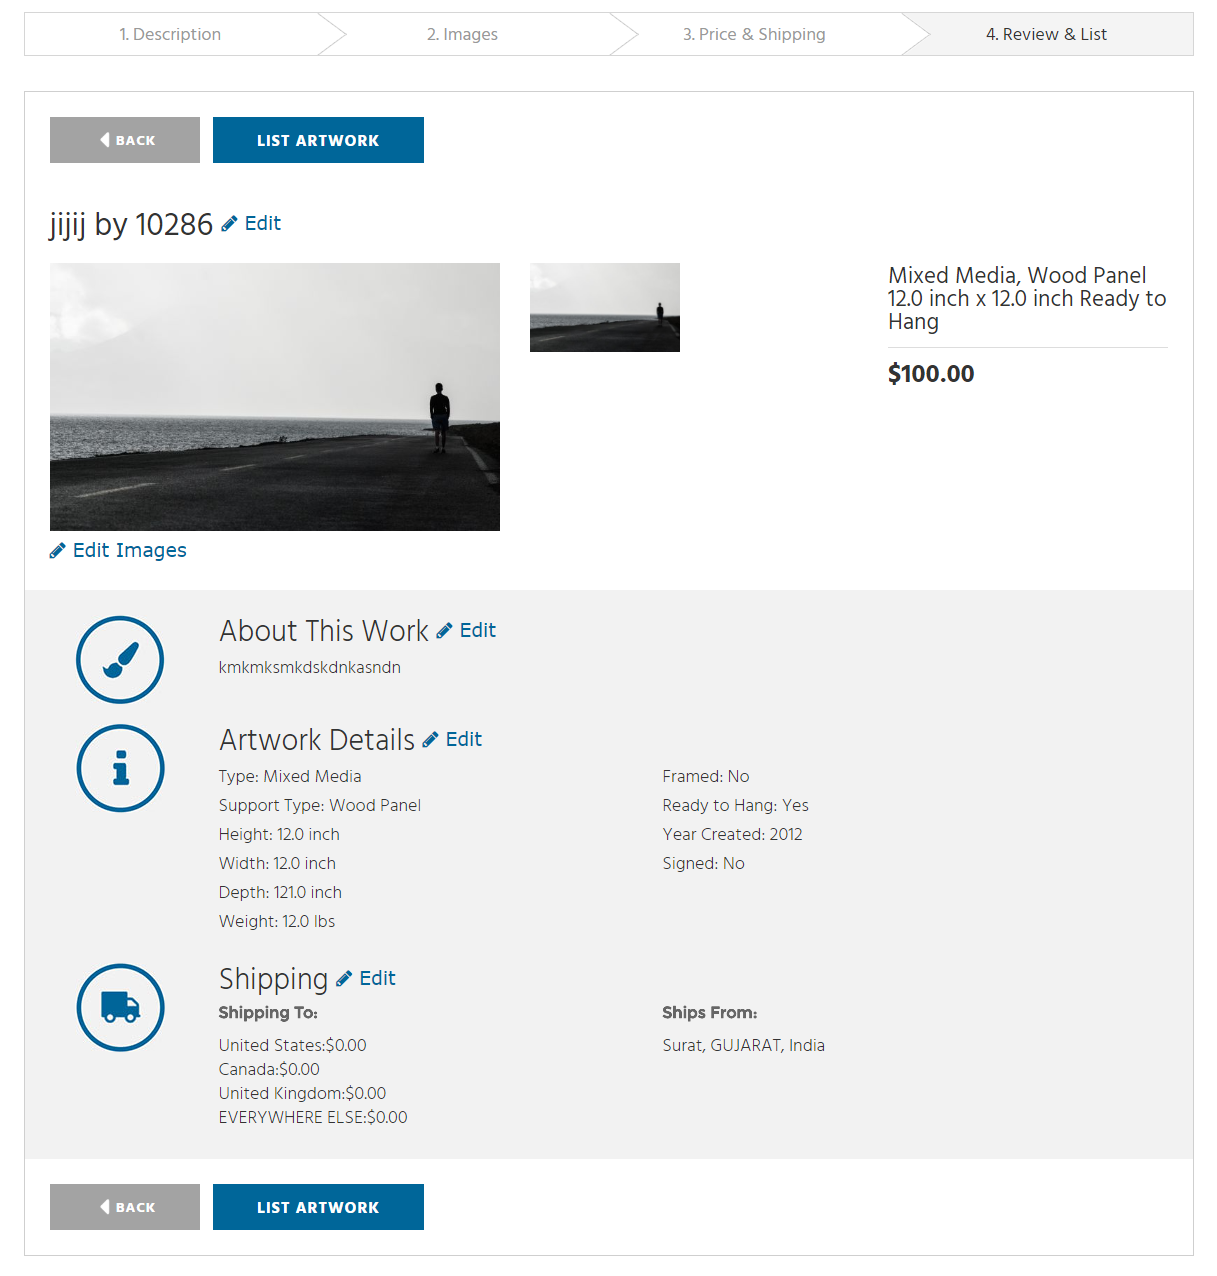 1. Description
2. Images
3. Price & Shipping
4. Review & List
BACK
LIST ARTWORK
jijij by 10286 Edit
Mixed Media, Wood Panel
12.0 inch x 12.0 inch Ready to
Hang
$100.00
Edit Images
About This Work Edit
kmkmksmkdskdnkasndn
Artwork Details Edit
Type: Mixed Media
Support Type: Wood Panel
Height: 12.0 inch
Width: 12.0 inch
Depth: 121.0 inch
Weight: 12.0 lbs
Framed: No
Ready to Hang: Yes
Year Created: 2012
Signed: No
Shipping Edit
Shipping To:
United States:$0.00
Canada:$0.00
United Kingdom:$0.00
EVERYWHERE ELSE:$0.00
Ships From:
Surat, GUJARAT, India
BACK
LIST ARTWORK